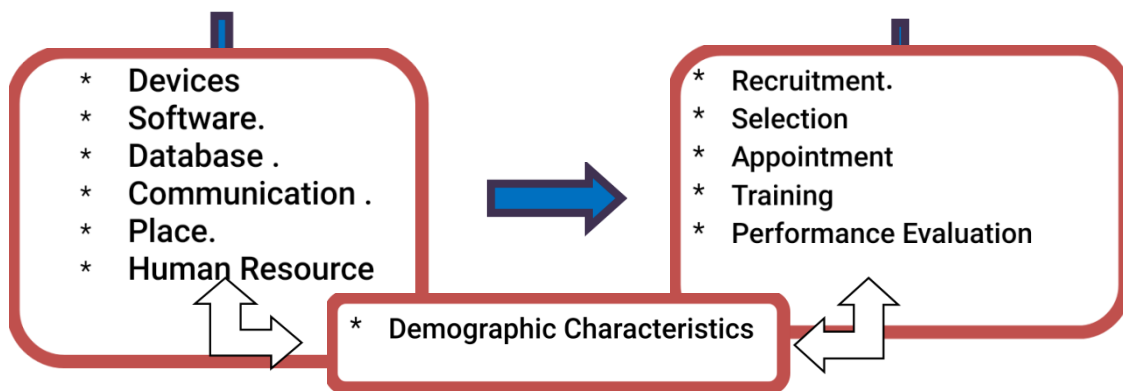 * Devices
* Software.
* Database .
* Communication .
* Place.
* Human Resource
* Recruitment.
* Selection
* Appointment
* Training
* Performance Evaluation
* Demographic Characteristics